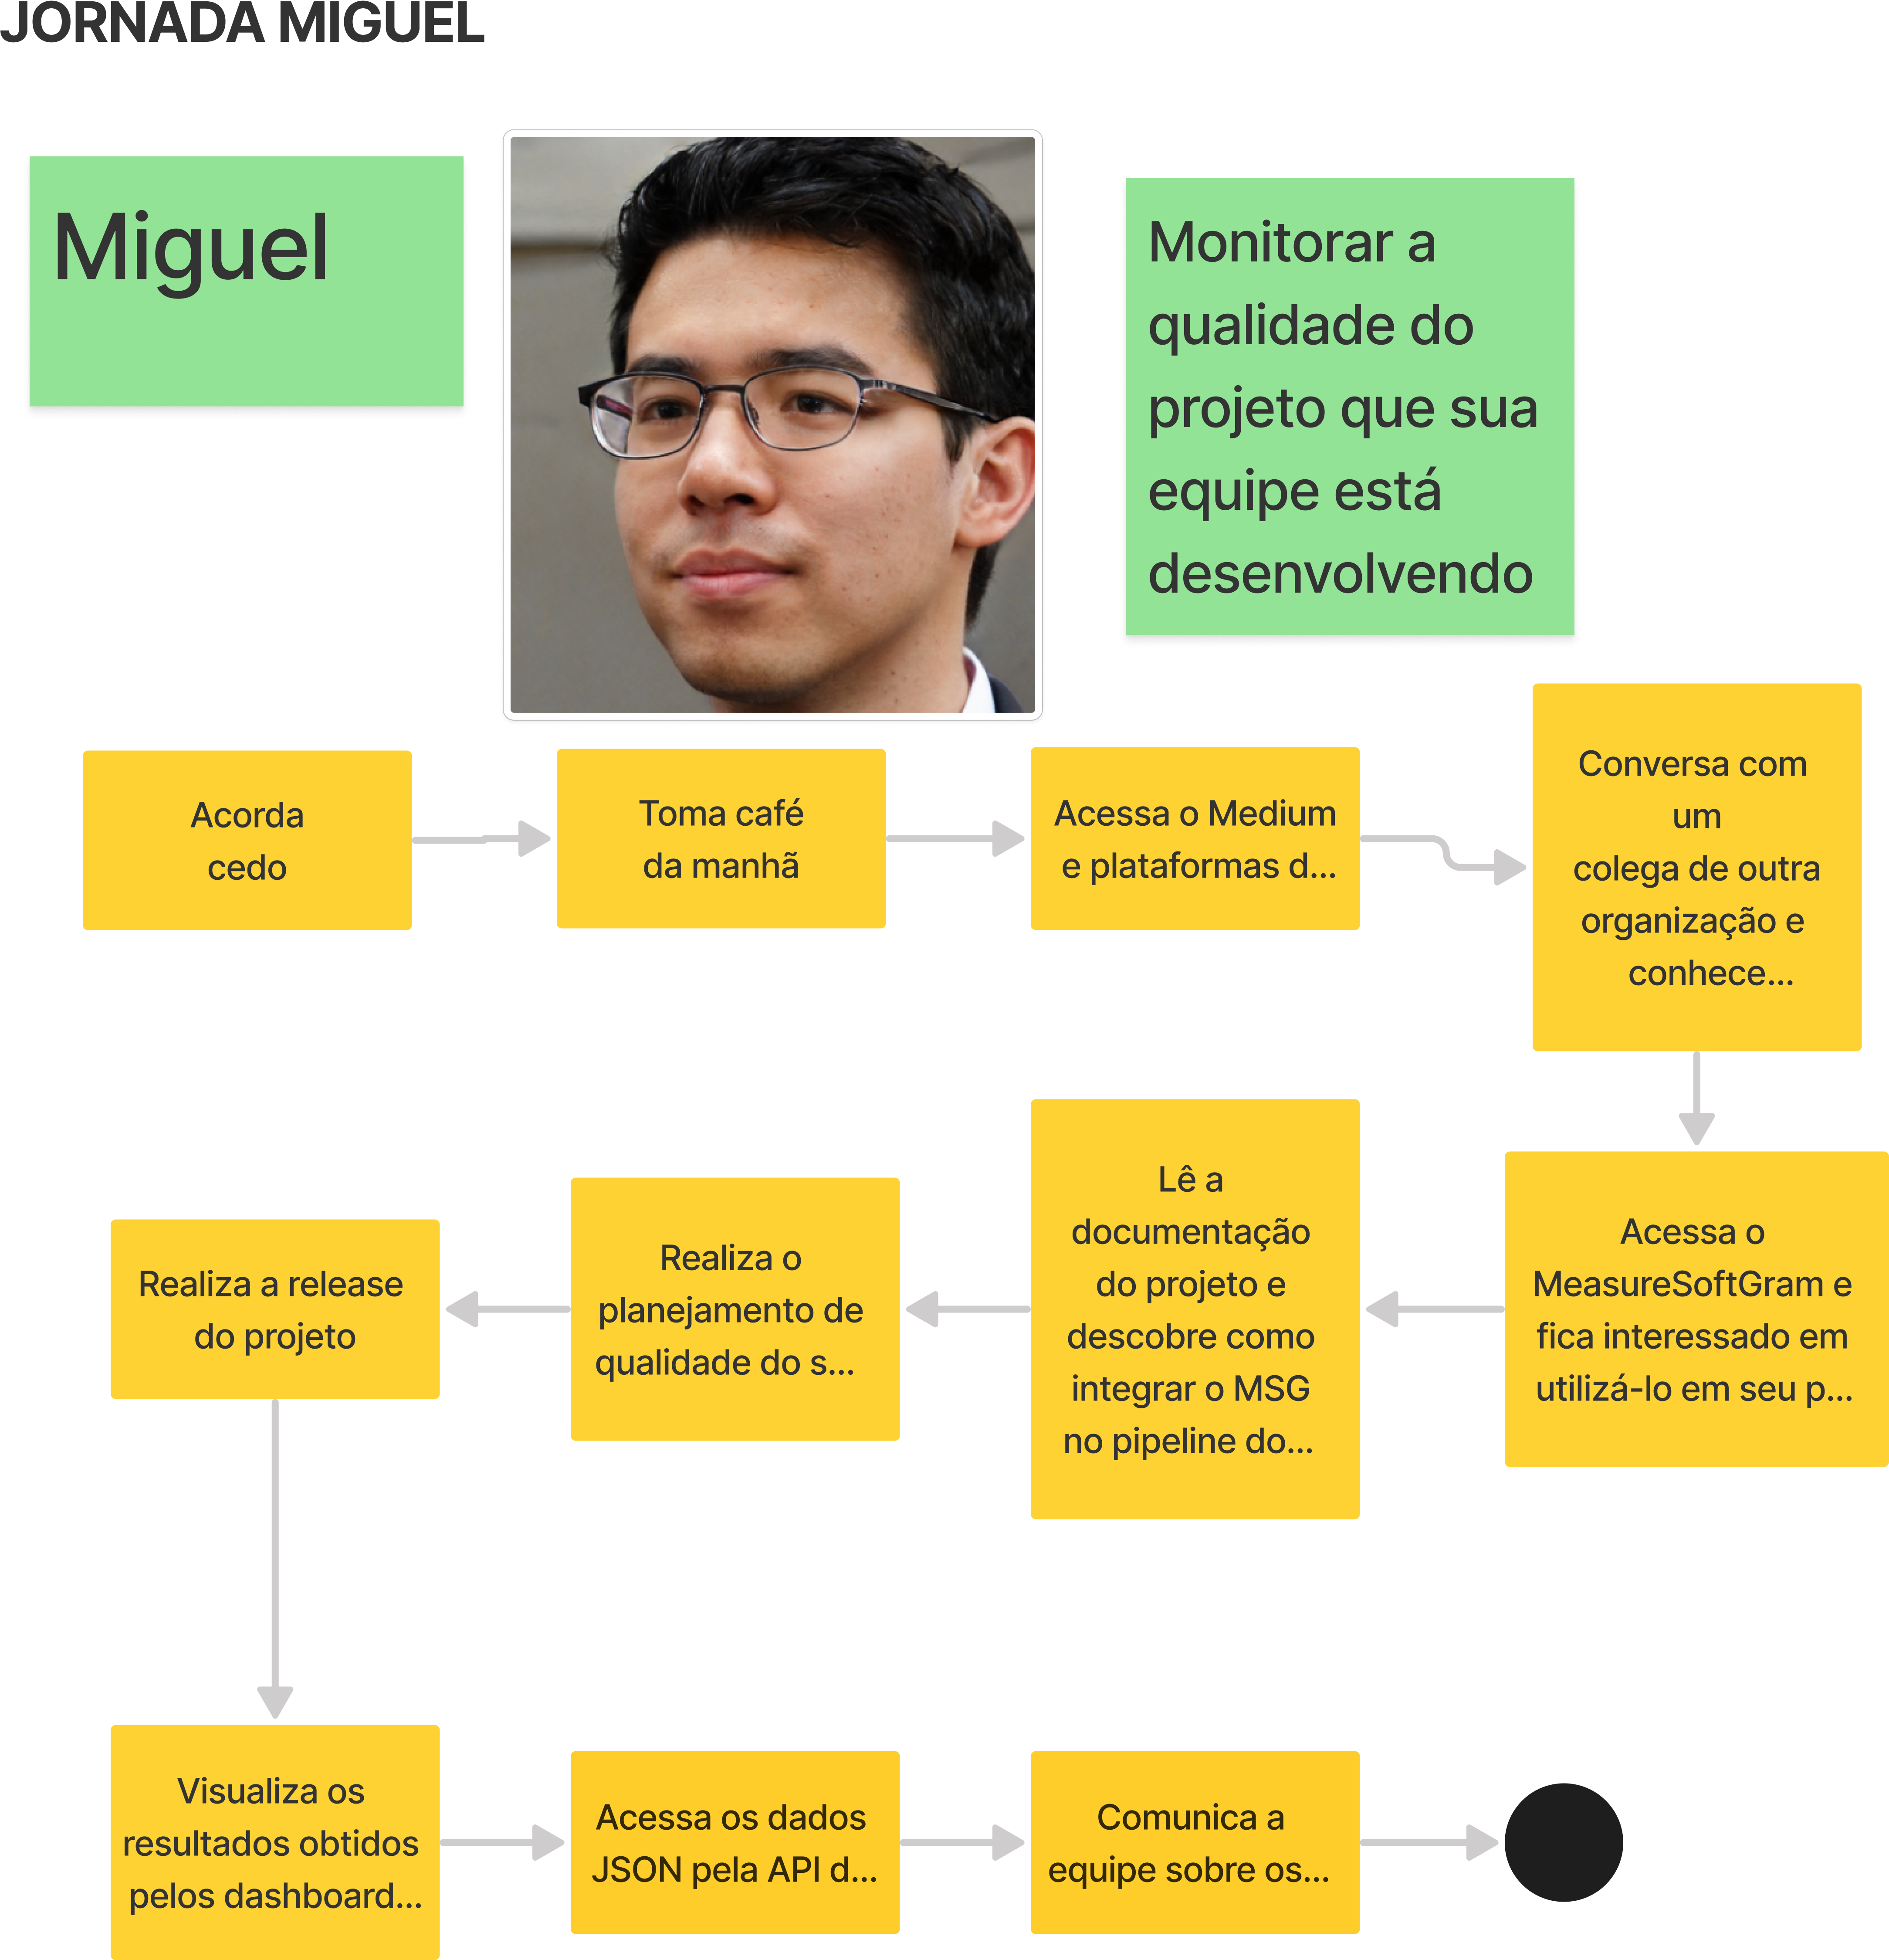 JORNADA MIGUEL
Miguel
Monitorar a
qualidade do
projeto que sua
equipe está
desenvolvendo
Acorda
cedo
Toma café
da manhã
Acessa o Medium
e plataformas d...
Conversa com
um
colega de outra
organização e
conhece...
Acessa o
MeasureSoftGram e
fica interessado em
utilizá-lo em seu p...
Lê a
documentação
do projeto e
descobre como
integrar o MSG
no pipeline do...
Realiza o
planejamento de
qualidade do s...
Realiza a release
do projeto
Visualiza os
resultados obtidos
pelos dashboard...
Acessa os dados
JSON pela API d...
Comunica a
equipe sobre os...